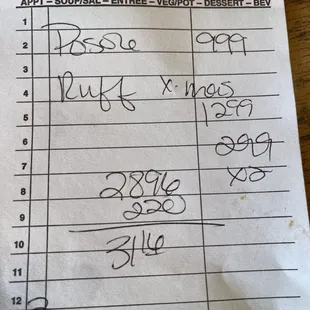 APPT – SOUP/SAL – ENTREE – VEG/POT – DESSERT – BEV
1
2 Posole 999
3
4 Ruff X-mas
5 1299
6 299
7 x2
8 2896
9 220
10 3116
11
12